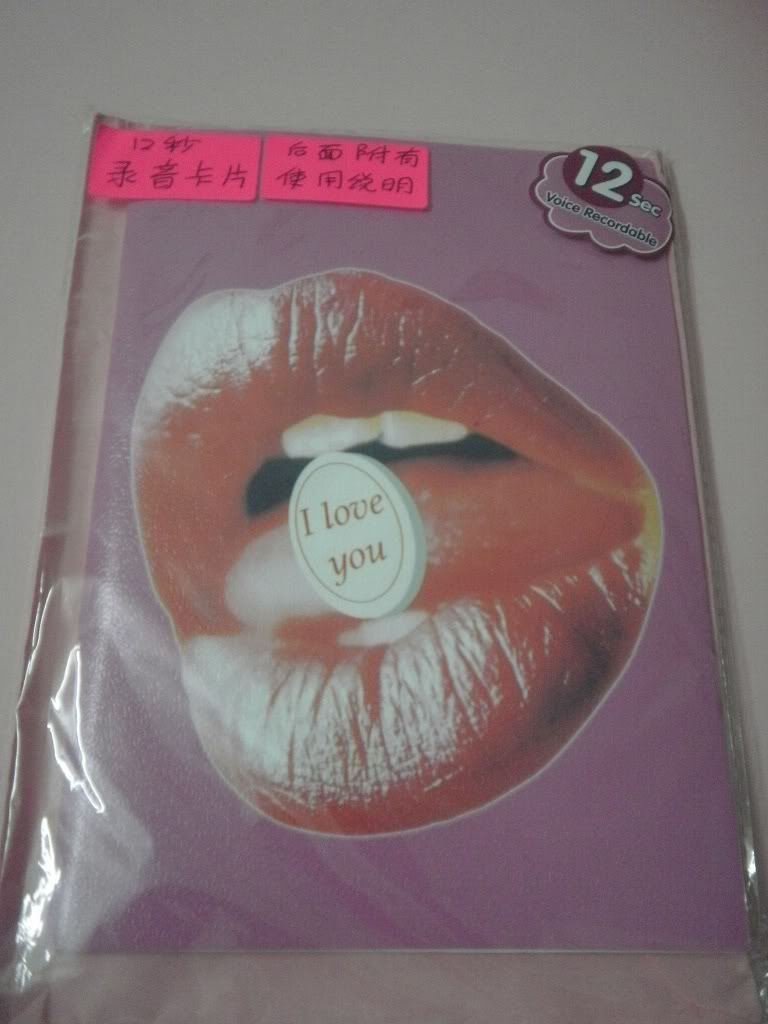 12秒
录音卡片
后面附有
使用说明
12 Sec
Voice Recordable
I love
you